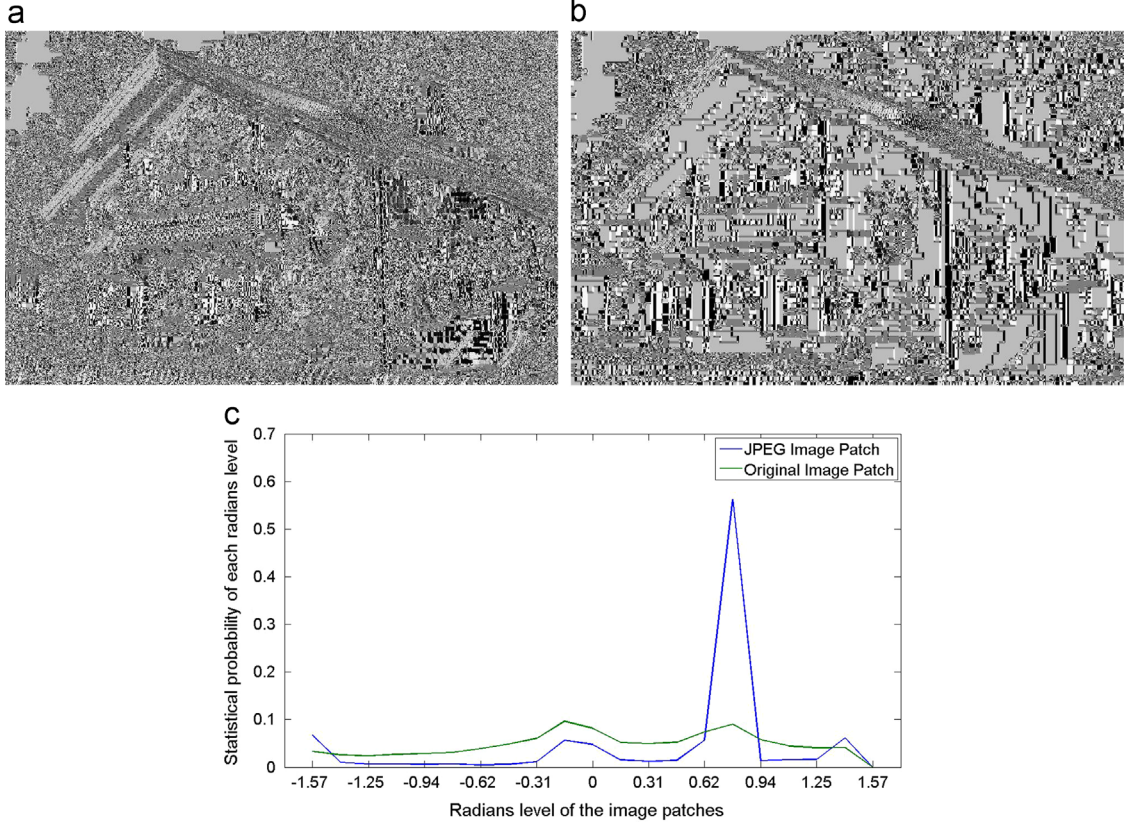 a
b
c
0.7
0.6
0.5
0.4
0.3
0.2
0.1
0
Statistical probability of each radians level
JPEG Image Patch
Original Image Patch
-1.57 -1.25 -0.94 -0.62 -0.31 0 0.31 0.62 0.94 1.25 1.57
Radians level of the image patches